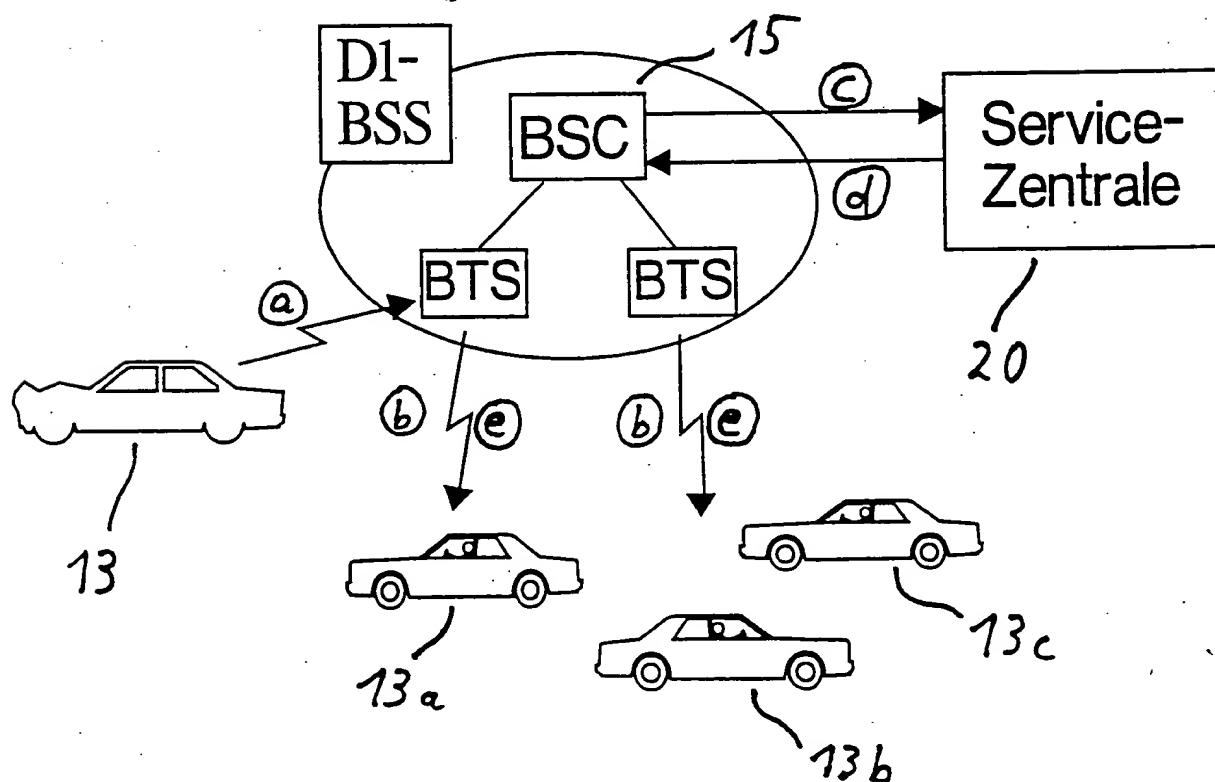 D1-
BSS
15
BSC
c
d
Service-
Zentrale
BTS
BTS
a
20
b
e
b
e
13
13a
13c
13b